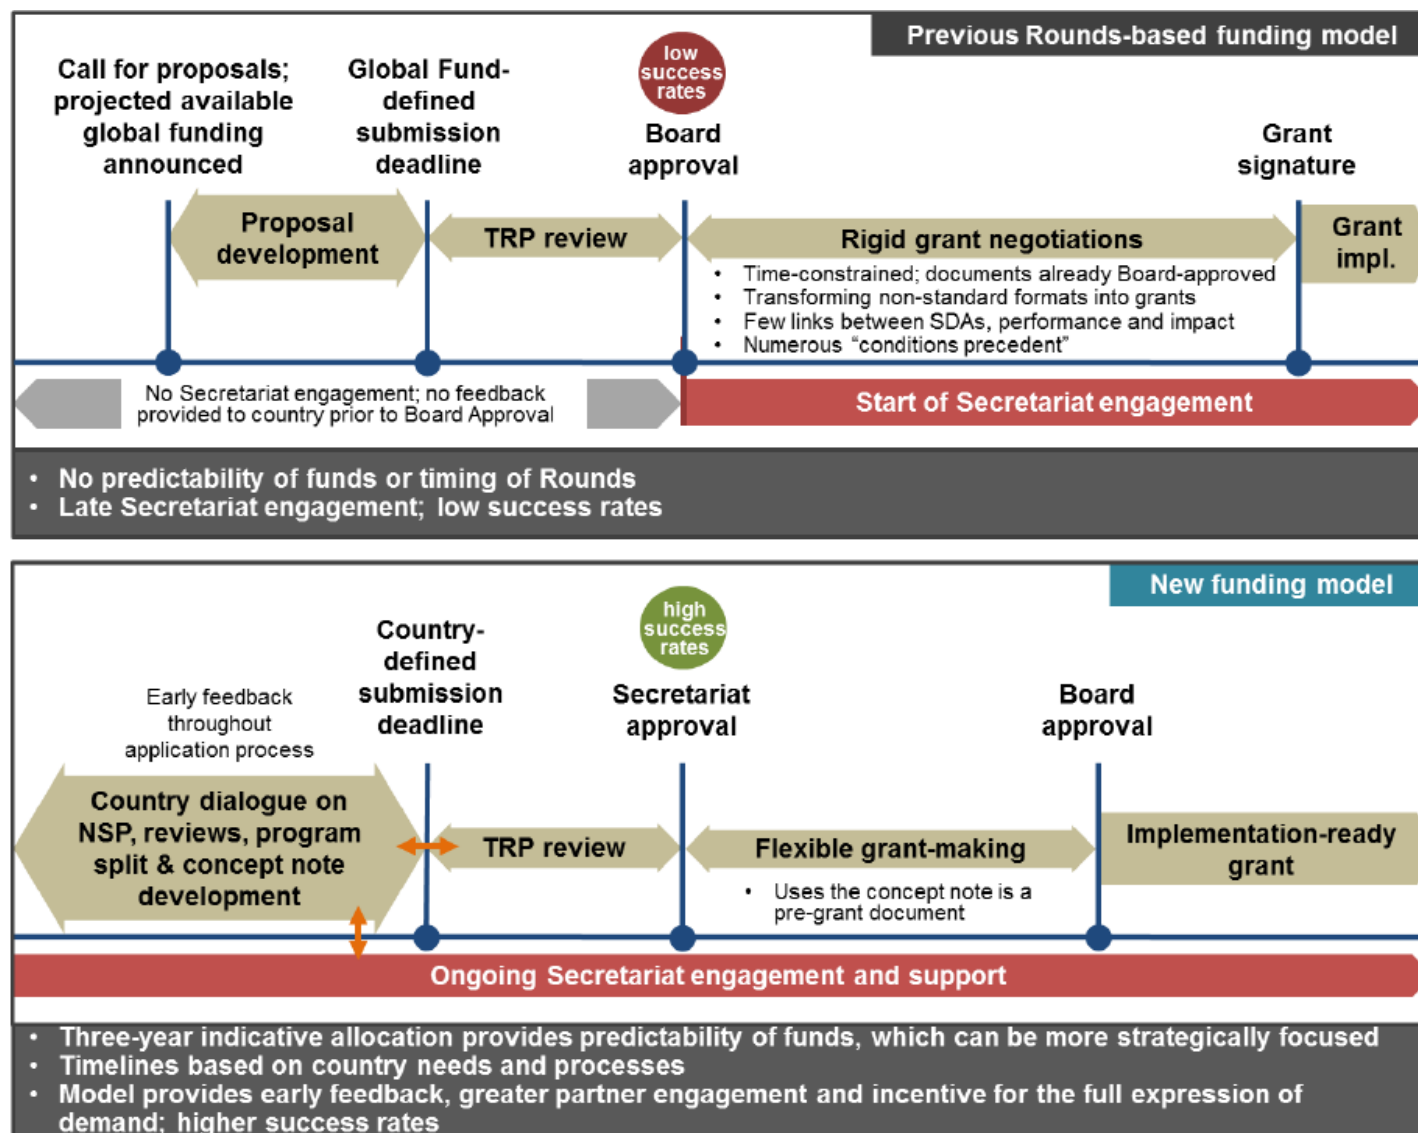 Previous Rounds-based funding model
low
success
rates
Call for proposals;
projected available
global funding
announced
Global Fund-
defined
submission
deadline
Board
approval
Grant
signature
Proposal
development
TRP review
Rigid grant negotiations
Grant
impl.
• Time-constrained; documents already Board-approved
• Transforming non-standard formats into grants
• Few links between SDAs, performance and impact
• Numerous “conditions precedent”
No Secretariat engagement; no feedback
provided to country prior to Board Approval
Start of Secretariat engagement
• No predictability of funds or timing of Rounds
• Late Secretariat engagement; low success rates
New funding model
high
success
rates
Country-
defined
submission
deadline
Early feedback
throughout
application process
Secretariat
approval
Board
approval
Country dialogue on
NSP, reviews, program
split & concept note
development
TRP review
Flexible grant-making
Implementation-ready
grant
• Uses the concept note is a
pre-grant document
Ongoing Secretariat engagement and support
• Three-year indicative allocation provides predictability of funds, which can be more strategically focused
• Timelines based on country needs and processes
• Model provides early feedback, greater partner engagement and incentive for the full expression of
demand; higher success rates